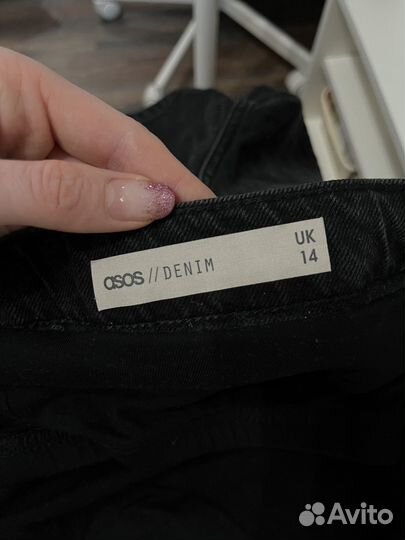 asos // DENIM
UK
14
Avito